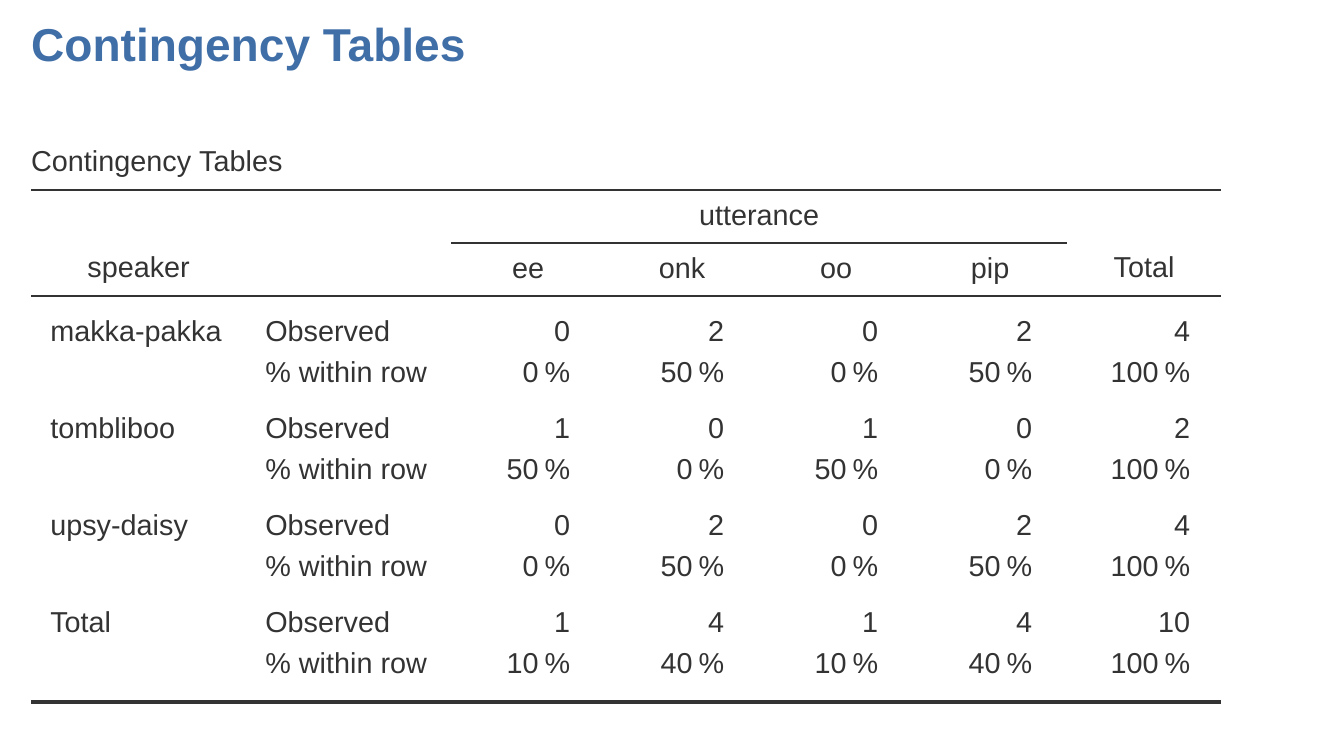 Contingency Tables
Contingency Tables
utterance
speaker ee onk oo pip Total
makka-pakka Observed 0 2 0 2 4
% within row 0 % 50 % 0 % 50 % 100 %
tombliboo Observed 1 0 1 0 2
% within row 50 % 0 % 50 % 0 % 100 %
upsy-daisy Observed 0 2 0 2 4
% within row 0 % 50 % 0 % 50 % 100 %
Total Observed 1 4 1 4 10
% within row 10 % 40 % 10 % 40 % 100 %